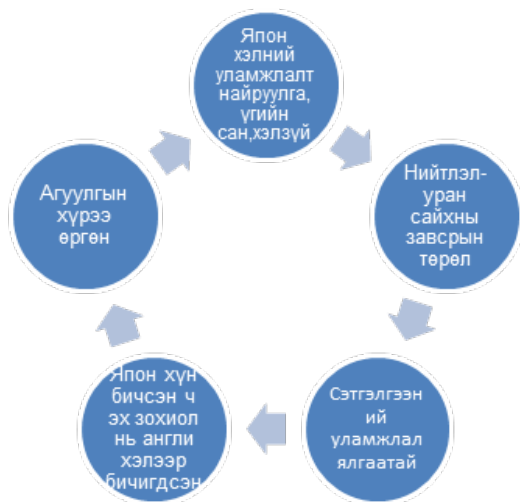 Япон
хэлний
уламжлалт
найруулга,
үгийн
сан,хэлзүй
Нийтлэл-
уран
сайхны
завсрын
төрөл
Сэтгэлгээн
ий
уламжлал
ялгаатай
Япон хүн
бичсэн ч
эх зохиол
нь англи
хэлээр
бичигдсэн
Агуулгын
хүрээ
өргөн